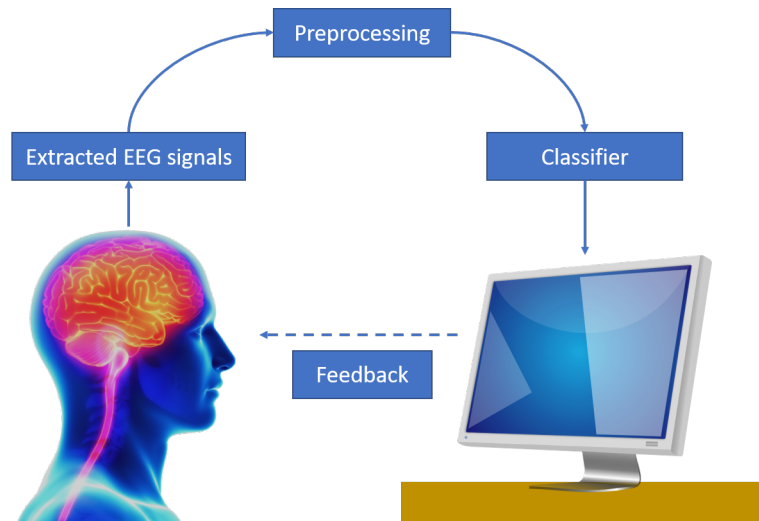 Preprocessing
Extracted EEG signals
Classifier
Feedback